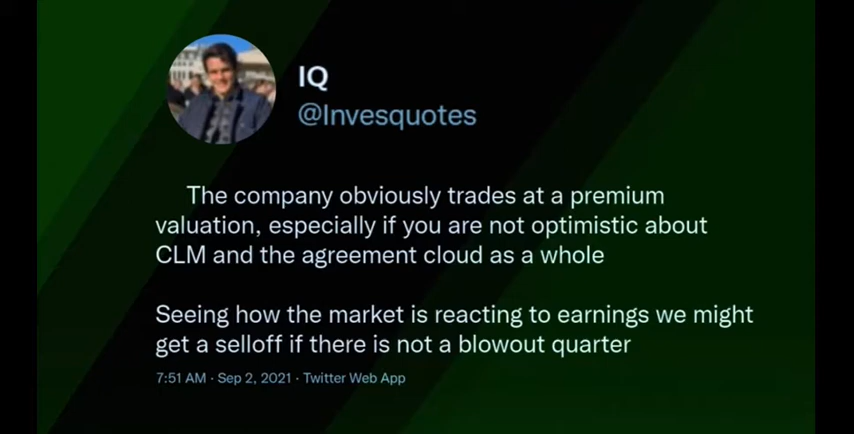 IQ
@Invesquotes
The company obviously trades at a premium
valuation, especially if you are not optimistic about
CLM and the agreement cloud as a whole
Seeing how the market is reacting to earnings we might
get a selloff if there is not a blowout quarter
7:51 AM · Sep 2, 2021 · Twitter Web App